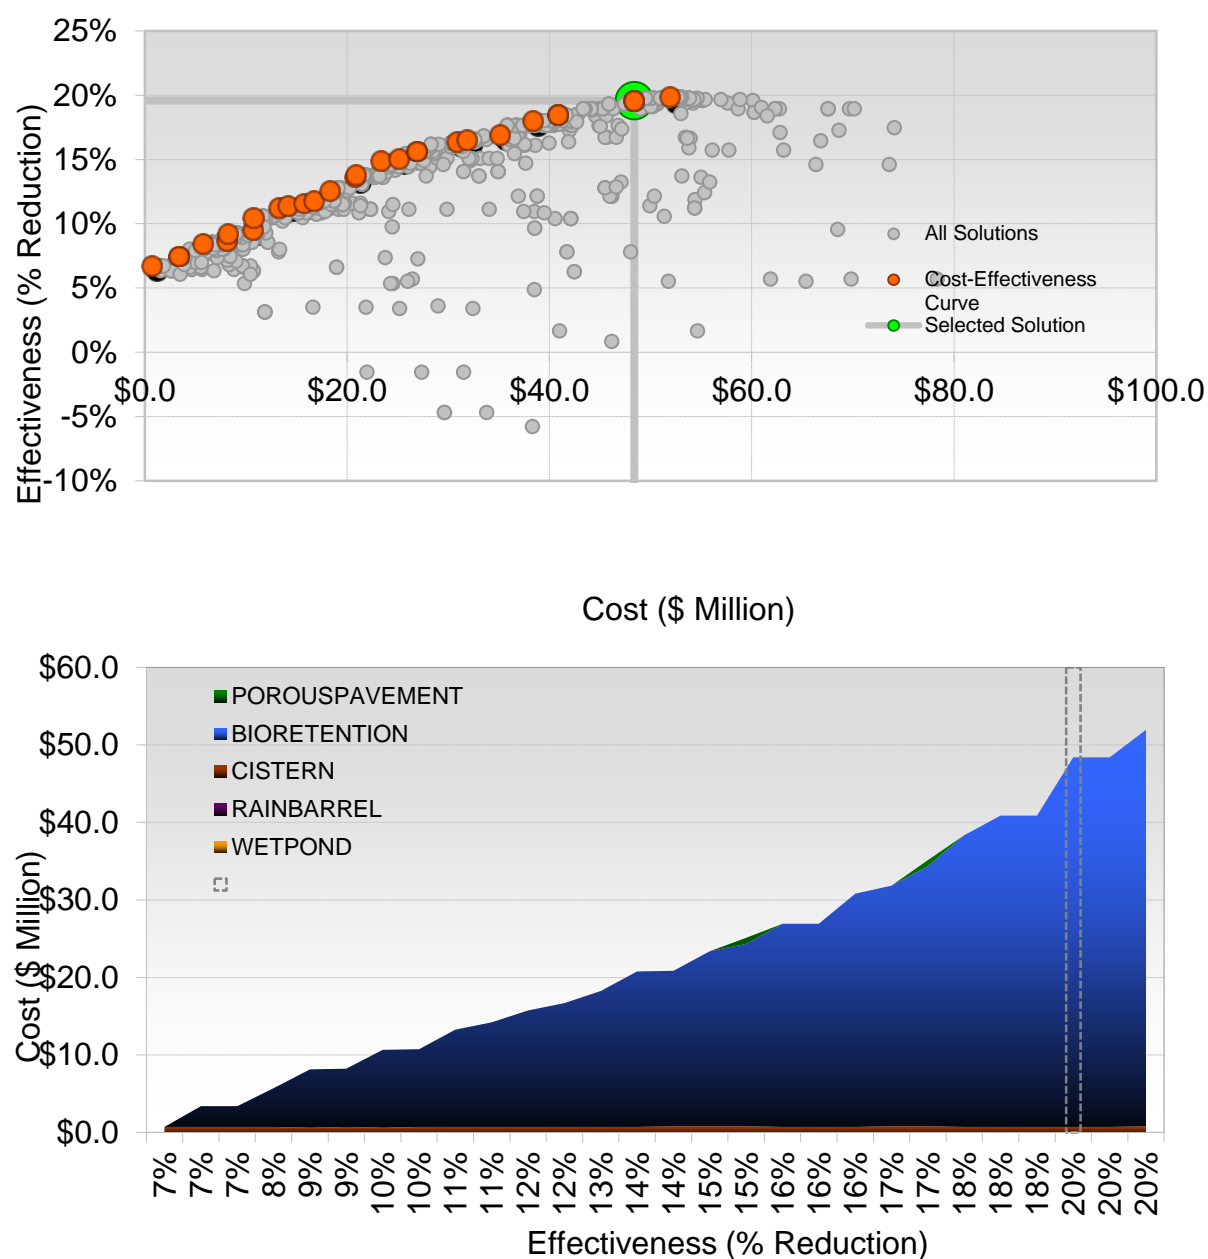 25%
20%
15%
10%
5%
0%
-5%
-10%
Effectiveness (% Reduction)
$0.0 $20.0 $40.0 $60.0 $80.0 $100.0
All Solutions
Cost-Effectiveness
Curve
Selected Solution
Cost ($ Million)
$60.0
$50.0
$40.0
$30.0
$20.0
$10.0
$0.0
Cost ($ Million)
POROUSPAVEMENT
BIORETENTION
CISTERN
RAINBARREL
WETPOND
7% 7% 7% 8% 9% 9% 10% 10% 11% 11% 12% 12% 13% 14% 14% 15% 15% 16% 16% 16% 17% 17% 18% 18% 18% 20% 20% 20%
Effectiveness (% Reduction)